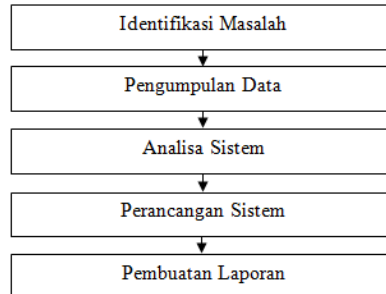 Identifikasi Masalah
Pengumpulan Data
Analisa Sistem
Perancangan Sistem
Pembuatan Laporan